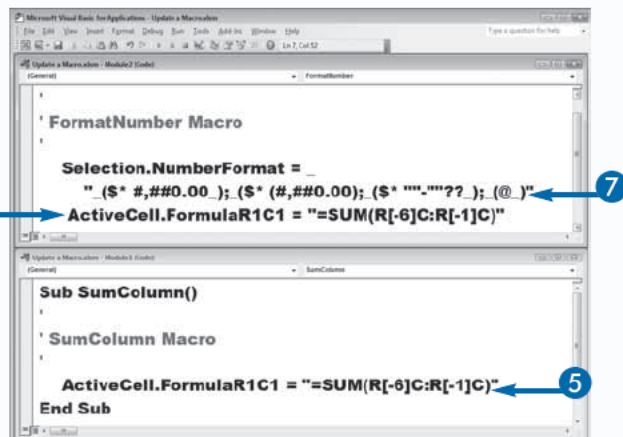 Microsoft Visual Basic for Applications - Update a Macro.xlsm
File Edit View Insert Format Debug Run Tools Add-Ins Window Help
Type a question for help
Ln 7, Col 52
Update a Macro.xlsm - Module2 (Code)
(General) FormatNumber
'
' FormatNumber Macro
'
Selection.NumberFormat = _
"_($* #,##0.00_);_($* (#,##0.00);_($* ""-""??_);_(@_)"
7
ActiveCell.FormulaR1C1 = "=SUM(R[-6]C:R[-1]C)"
Update a Macro.xlsm - Module1 (Code)
(General) SumColumn
Sub SumColumn()
'
' SumColumn Macro
'
ActiveCell.FormulaR1C1 = "=SUM(R[-6]C:R[-1]C)"
5
End Sub